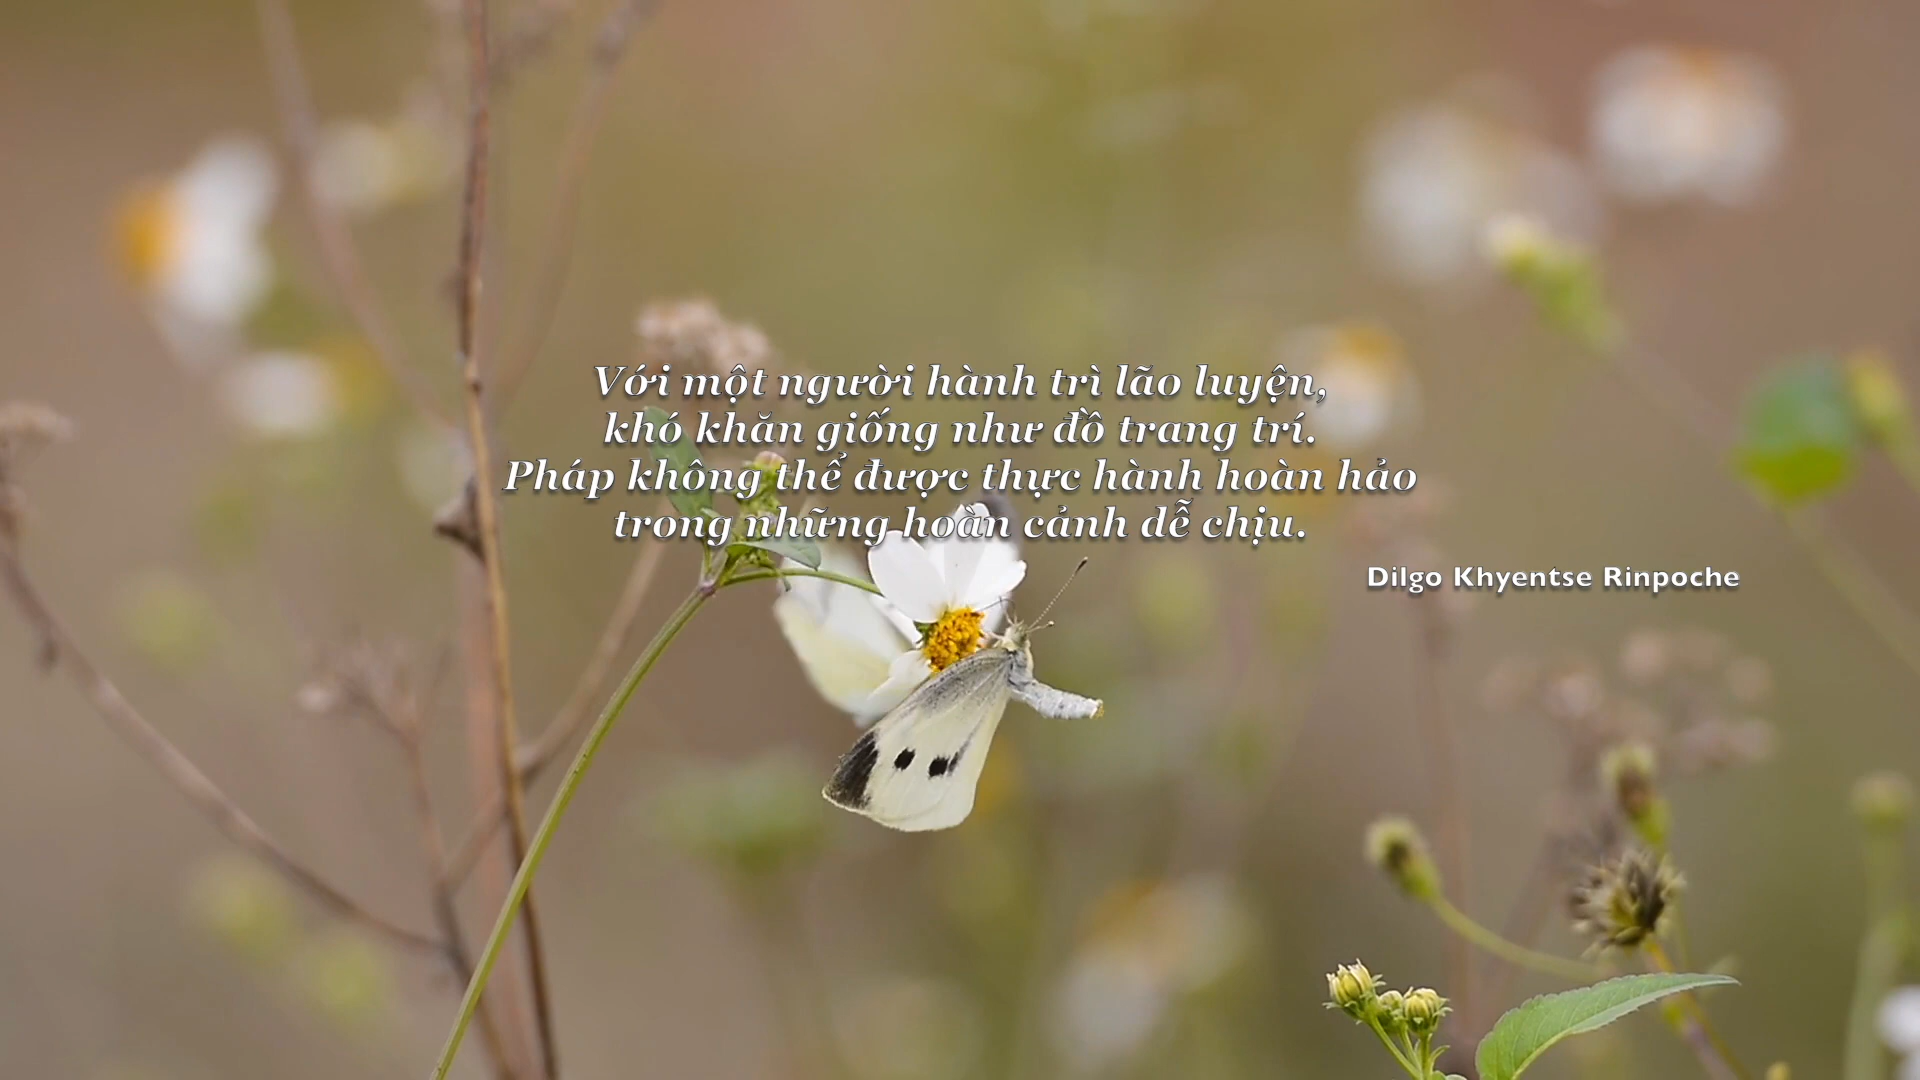 Với một người hành trì lão luyện,
khó khăn giống như đồ trang trí.
Pháp không thể được thực hành hoàn hảo
trong những hoàn cảnh dễ chịu.
Dilgo Khyentse Rinpoche